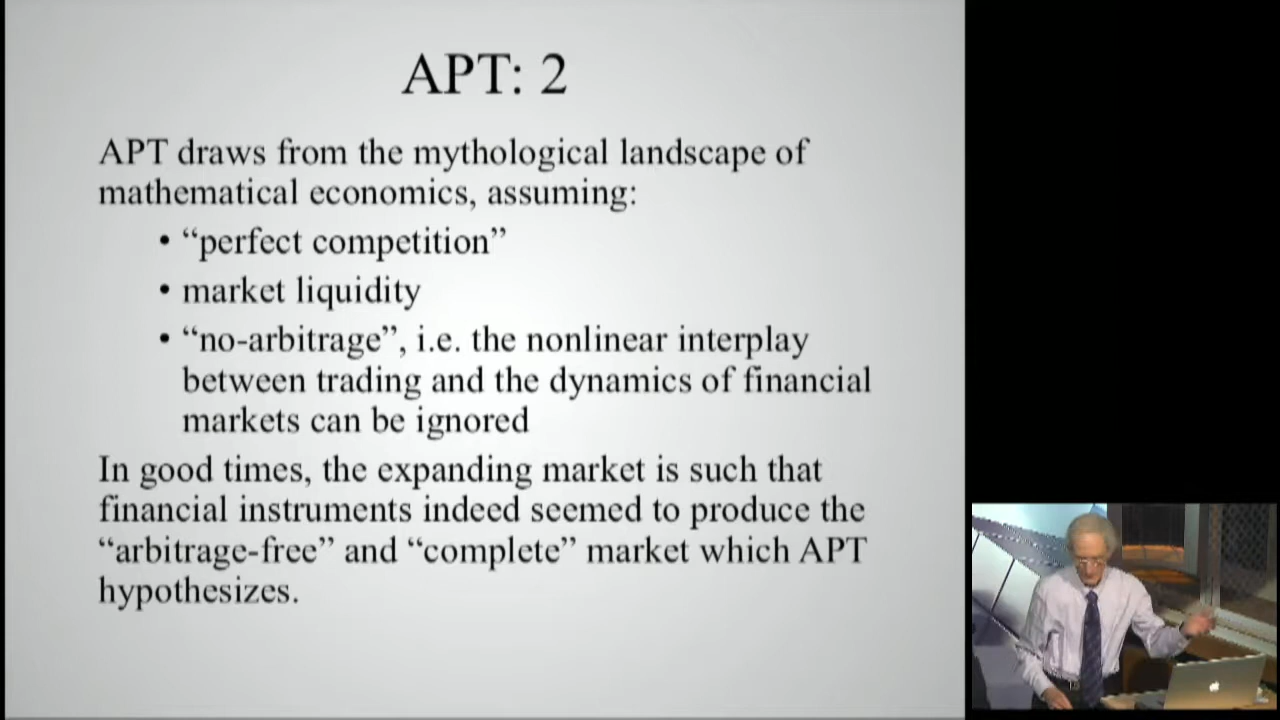 APT: 2
APT draws from the mythological landscape of
mathematical economics, assuming:
• “perfect competition”
• market liquidity
• “no-arbitrage”, i.e. the nonlinear interplay
between trading and the dynamics of financial
markets can be ignored
In good times, the expanding market is such that
financial instruments indeed seemed to produce the
“arbitrage-free” and “complete” market which APT
hypothesizes.